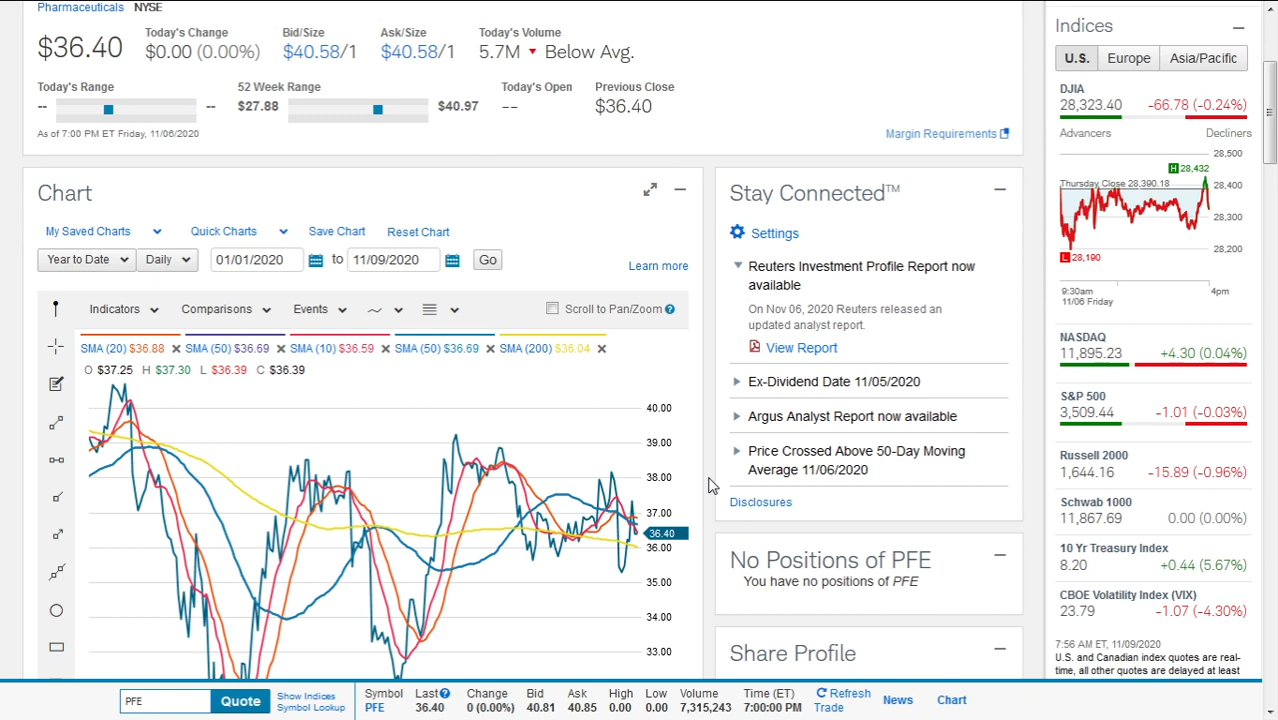 Pharmaceuticals NYSE
$36.40
Today's Change
$0.00 (0.00%)
Bid/Size
$40.58/1
Ask/Size
$40.58/1
Today's Volume
5.7M Below Avg.
Today's Range
-- --
52 Week Range
$27.88 $40.97
Today's Open
--
Previous Close
$36.40
As of 7:00 PM ET Friday, 11/06/2020
Margin Requirements
Chart
My Saved Charts Quick Charts Save Chart Reset Chart
Year to Date Daily 01/01/2020 to 11/09/2020 Go
Learn more
Indicators Comparisons Events Scroll to Pan/Zoom ?
SMA (20) $36.88 SMA (50) $36.69 SMA (10) $36.59 SMA (50) $36.69 SMA (200) $36.04
O $37.25 H $37.30 L $36.39 C $36.39
40.00
39.00
38.00
37.00
36.40
36.00
35.00
34.00
33.00
Stay Connected™
Settings
Reuters Investment Profile Report now
available
On Nov 06, 2020 Reuters released an
updated analyst report.
View Report
Ex-Dividend Date 11/05/2020
Argus Analyst Report now available
Price Crossed Above 50-Day Moving
Average 11/06/2020
Disclosures
No Positions of PFE
You have no positions of PFE
Share Profile
Indices
U.S. Europe Asia/Pacific
DJIA
28,323.40 -66.78 (-0.24%)
Advancers Decliners
28,500
H 28,432
Thursday, Close 28,390.18
28,400
28,300
28,200
L 28,190
9:30am 4pm
11/06 Friday
NASDAQ
11,895.23 +4.30 (0.04%)
S&P 500
3,509.44 -1.01 (-0.03%)
Russell 2000
1,644.16 -15.89 (-0.96%)
Schwab 1000
11,867.69 0.00 (0.00%)
10 Yr Treasury Index
8.20 +0.44 (5.67%)
CBOE Volatility Index (VIX)
23.79 -1.07 (-4.30%)
7:56 AM ET, 11/09/2020
U.S. and Canadian index quotes are real-
time, all other quotes are delayed at least
PFE Quote
Show Indices
Symbol Lookup
Symbol Last ? Change Bid Ask High Low Volume Time (ET) Refresh
PFE 36.40 0 (0.00%) 40.81 40.85 0.00 0.00 7,315,243 7:00:00 PM Trade
News Chart